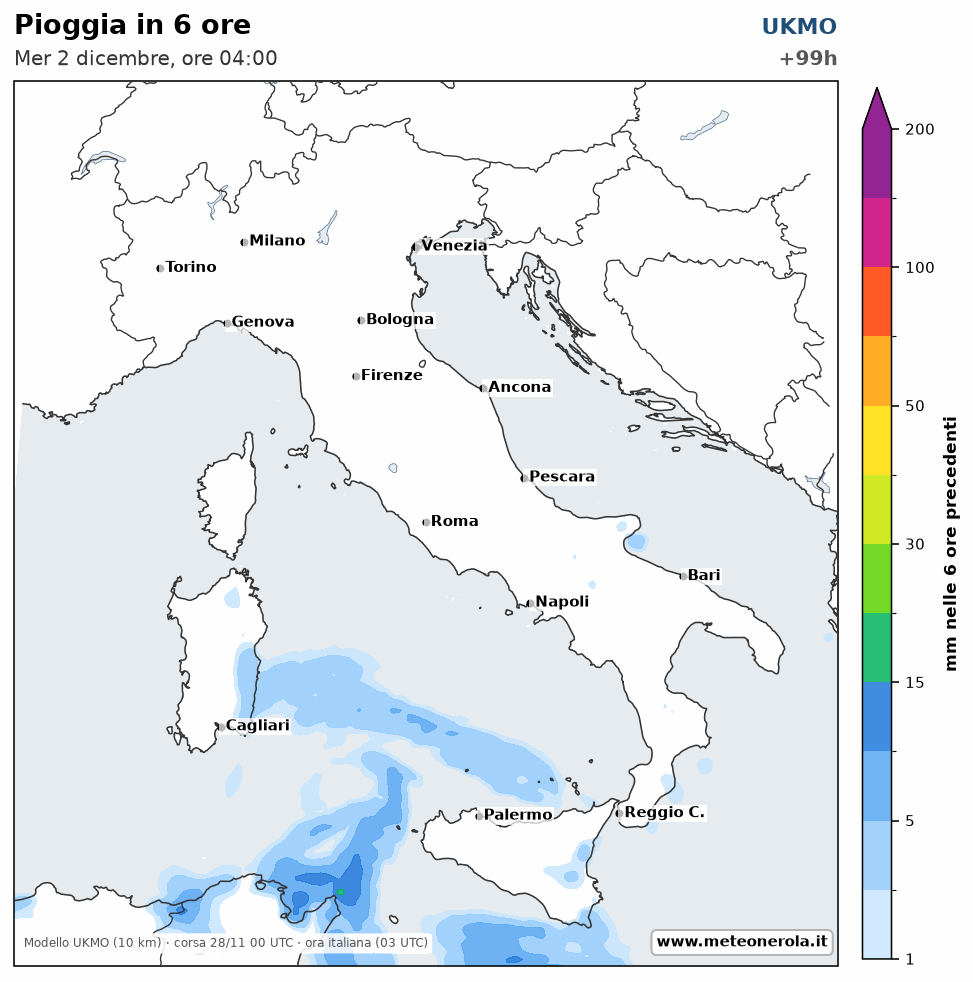 Pioggia in 6 ore
UKMO
Mer 2 dicembre, ore 04:00
+99h
Milano
Venezia
Torino
Genova
Bologna
Firenze
Ancona
Pescara
Roma
Bari
Napoli
Cagliari
Palermo
Reggio C.
Modello UKMO (10 km) · corsa 28/11 00 UTC · ora italiana (03 UTC)
www.meteonerola.it
200
100
50
30
15
5
1
mm nelle 6 ore precedenti